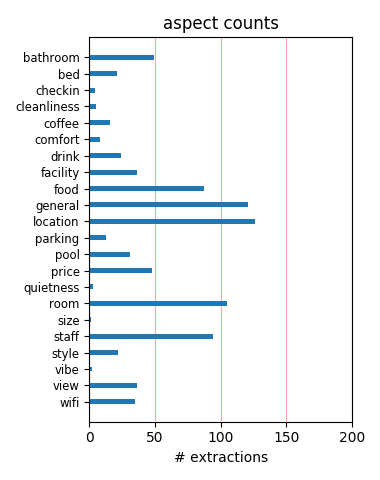 aspect counts
bathroom
bed
checkin
cleanliness
coffee
comfort
drink
facility
food
general
location
parking
pool
price
quietness
room
size
staff
style
vibe
view
wifi
0 50 100 150 200
# extractions